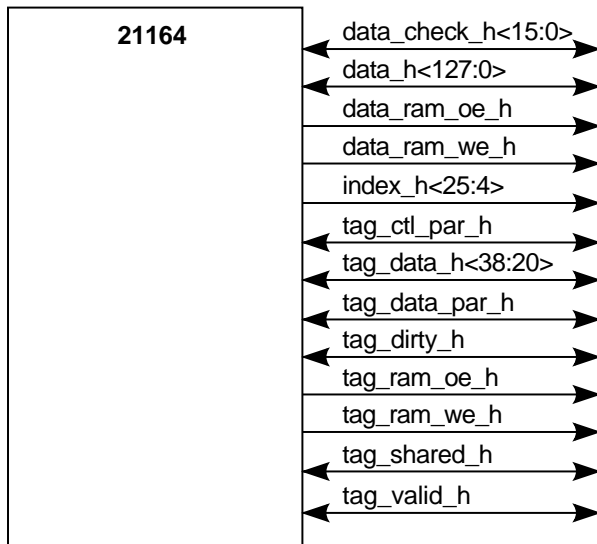 21164
data_check_h<15:0>
data_h<127:0>
data_ram_oe_h
data_ram_we_h
index_h<25:4>
tag_ctl_par_h
tag_data_h<38:20>
tag_data_par_h
tag_dirty_h
tag_ram_oe_h
tag_ram_we_h
tag_shared_h
tag_valid_h